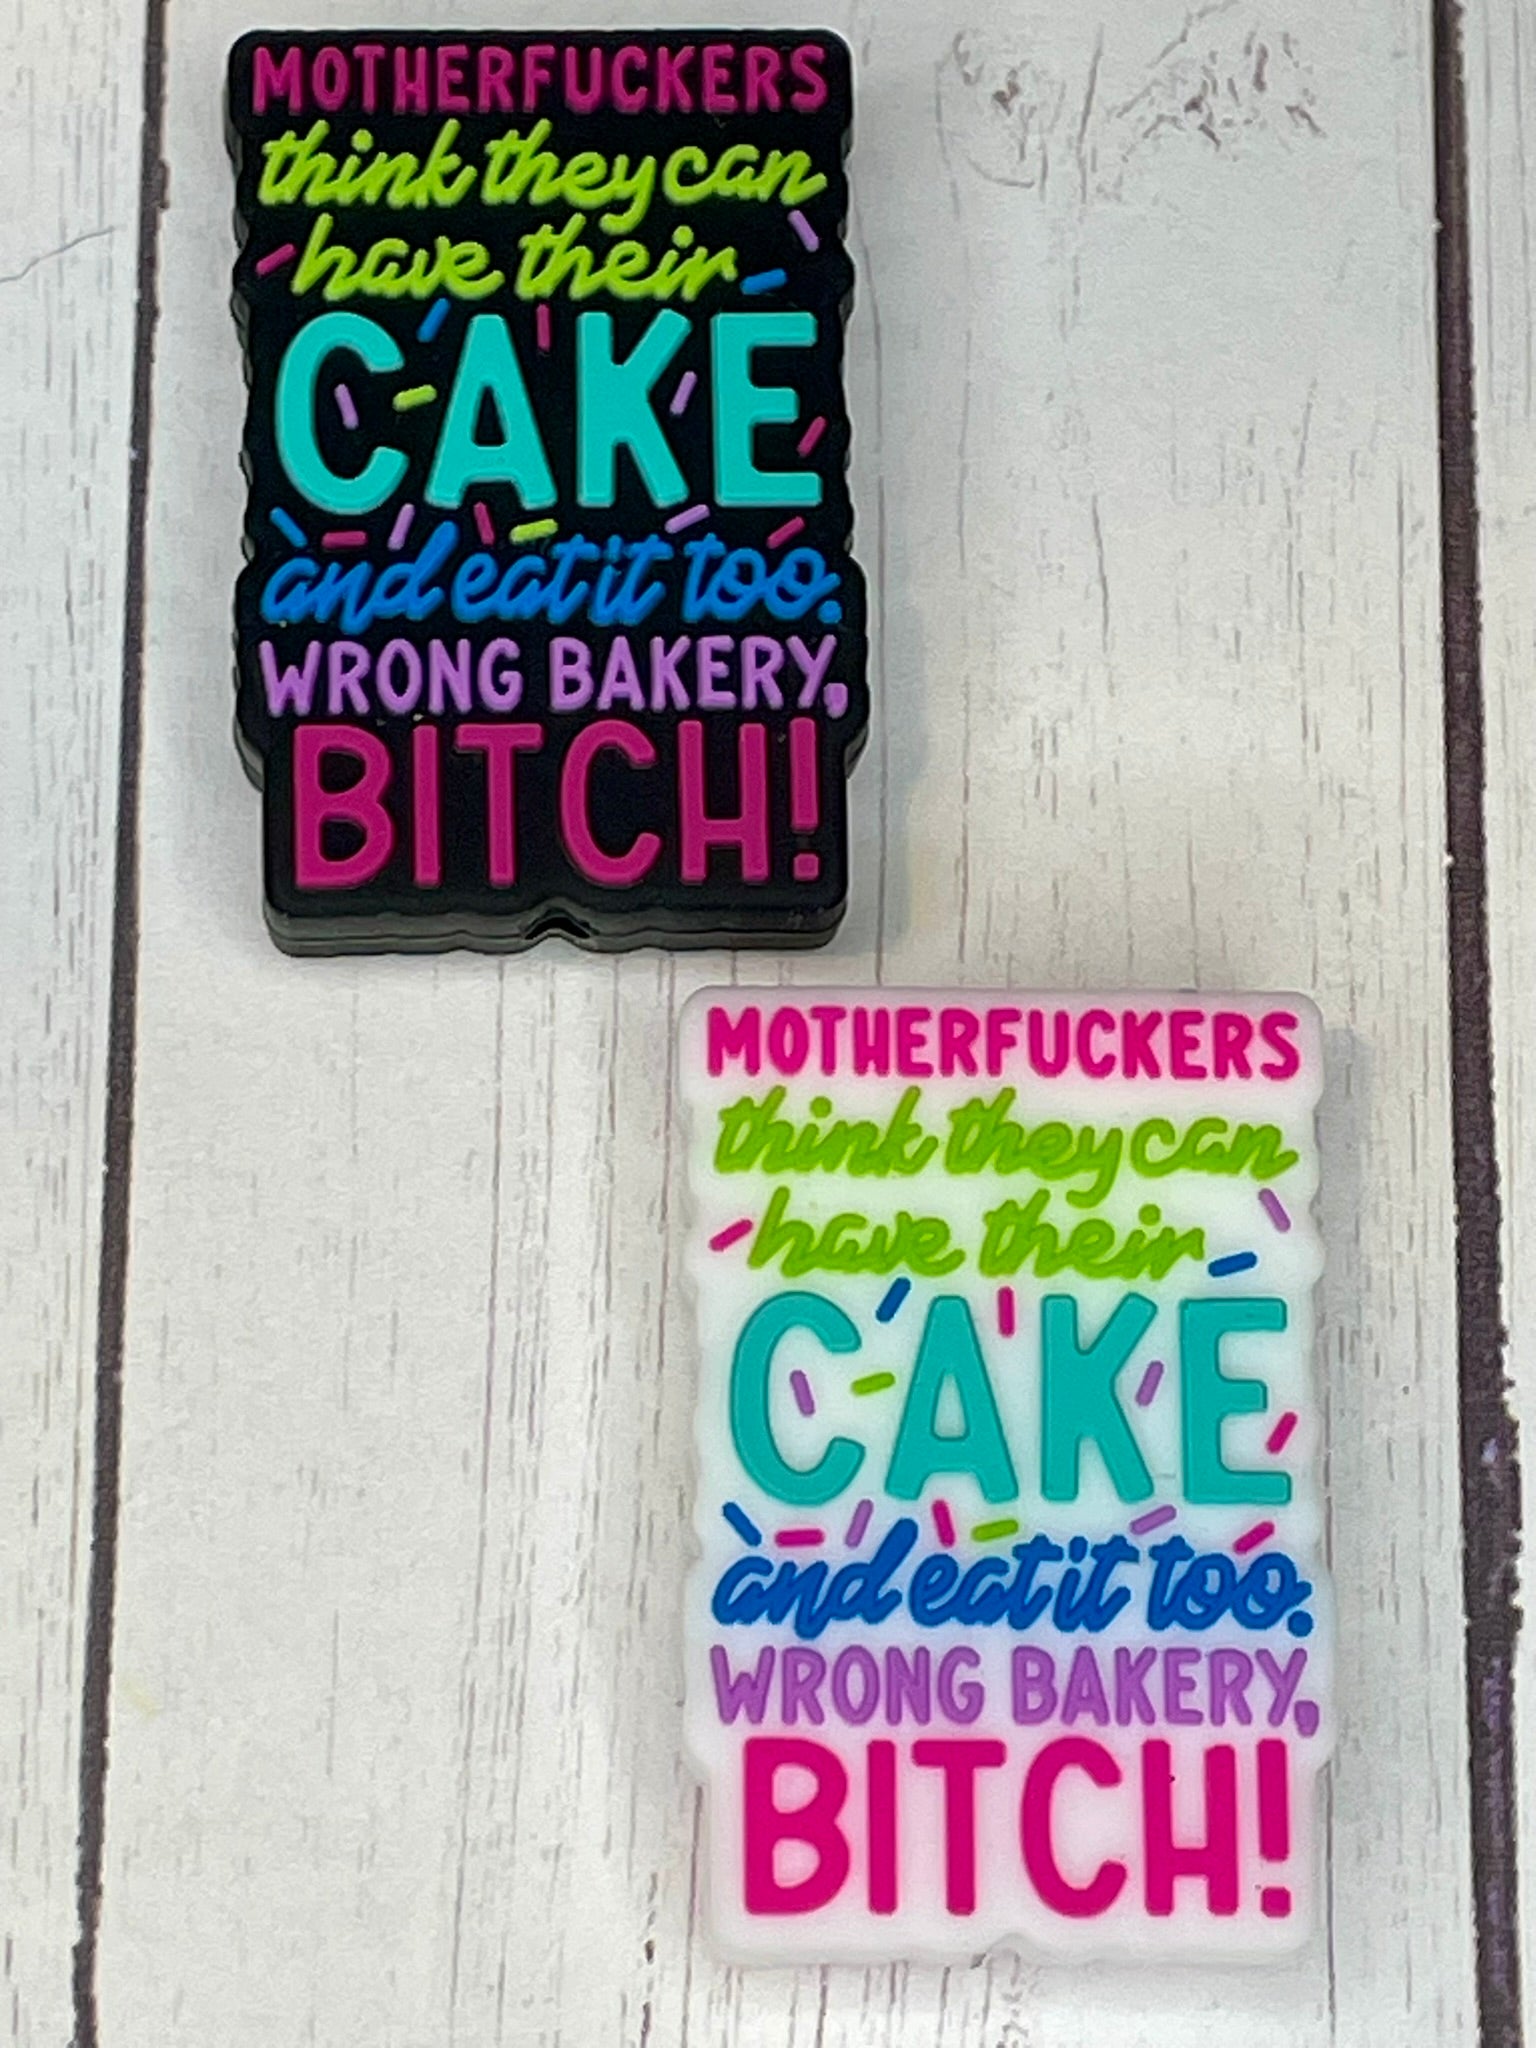 MOTHERFUCKERS
think they can
have their
CAKE
and eat it too.
WRONG BAKERY,
BITCH!
MOTHERFUCKERS
think they can
have their
CAKE
and eat it too.
WRONG BAKERY,
BITCH!